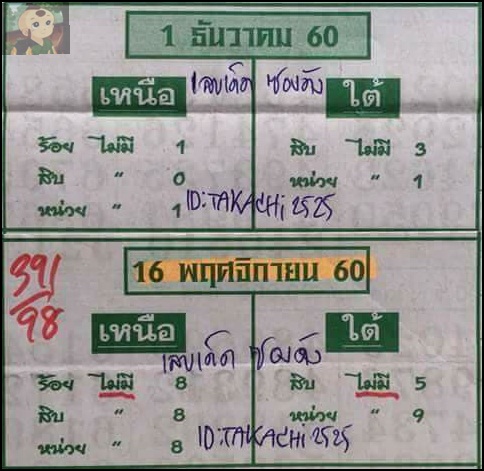 1 ธันวาคม 60
เลขเด็ด ซองดัง
เหนือ ใต้
ร้อย ไม่มี 1 สิบ ไม่มี 3
สิบ " 0 หน่วย " 1
หน่วย " 1
ID:TAKACHi2525
16 พฤศจิกายน 60
391
98
เหนือ ใต้
เลขเด็ด ซองดัง
ร้อย ไม่มี 8 สิบ ไม่มี 5
สิบ " 8 หน่วย " 9
หน่วย " 8
ID:TAKACHi2525